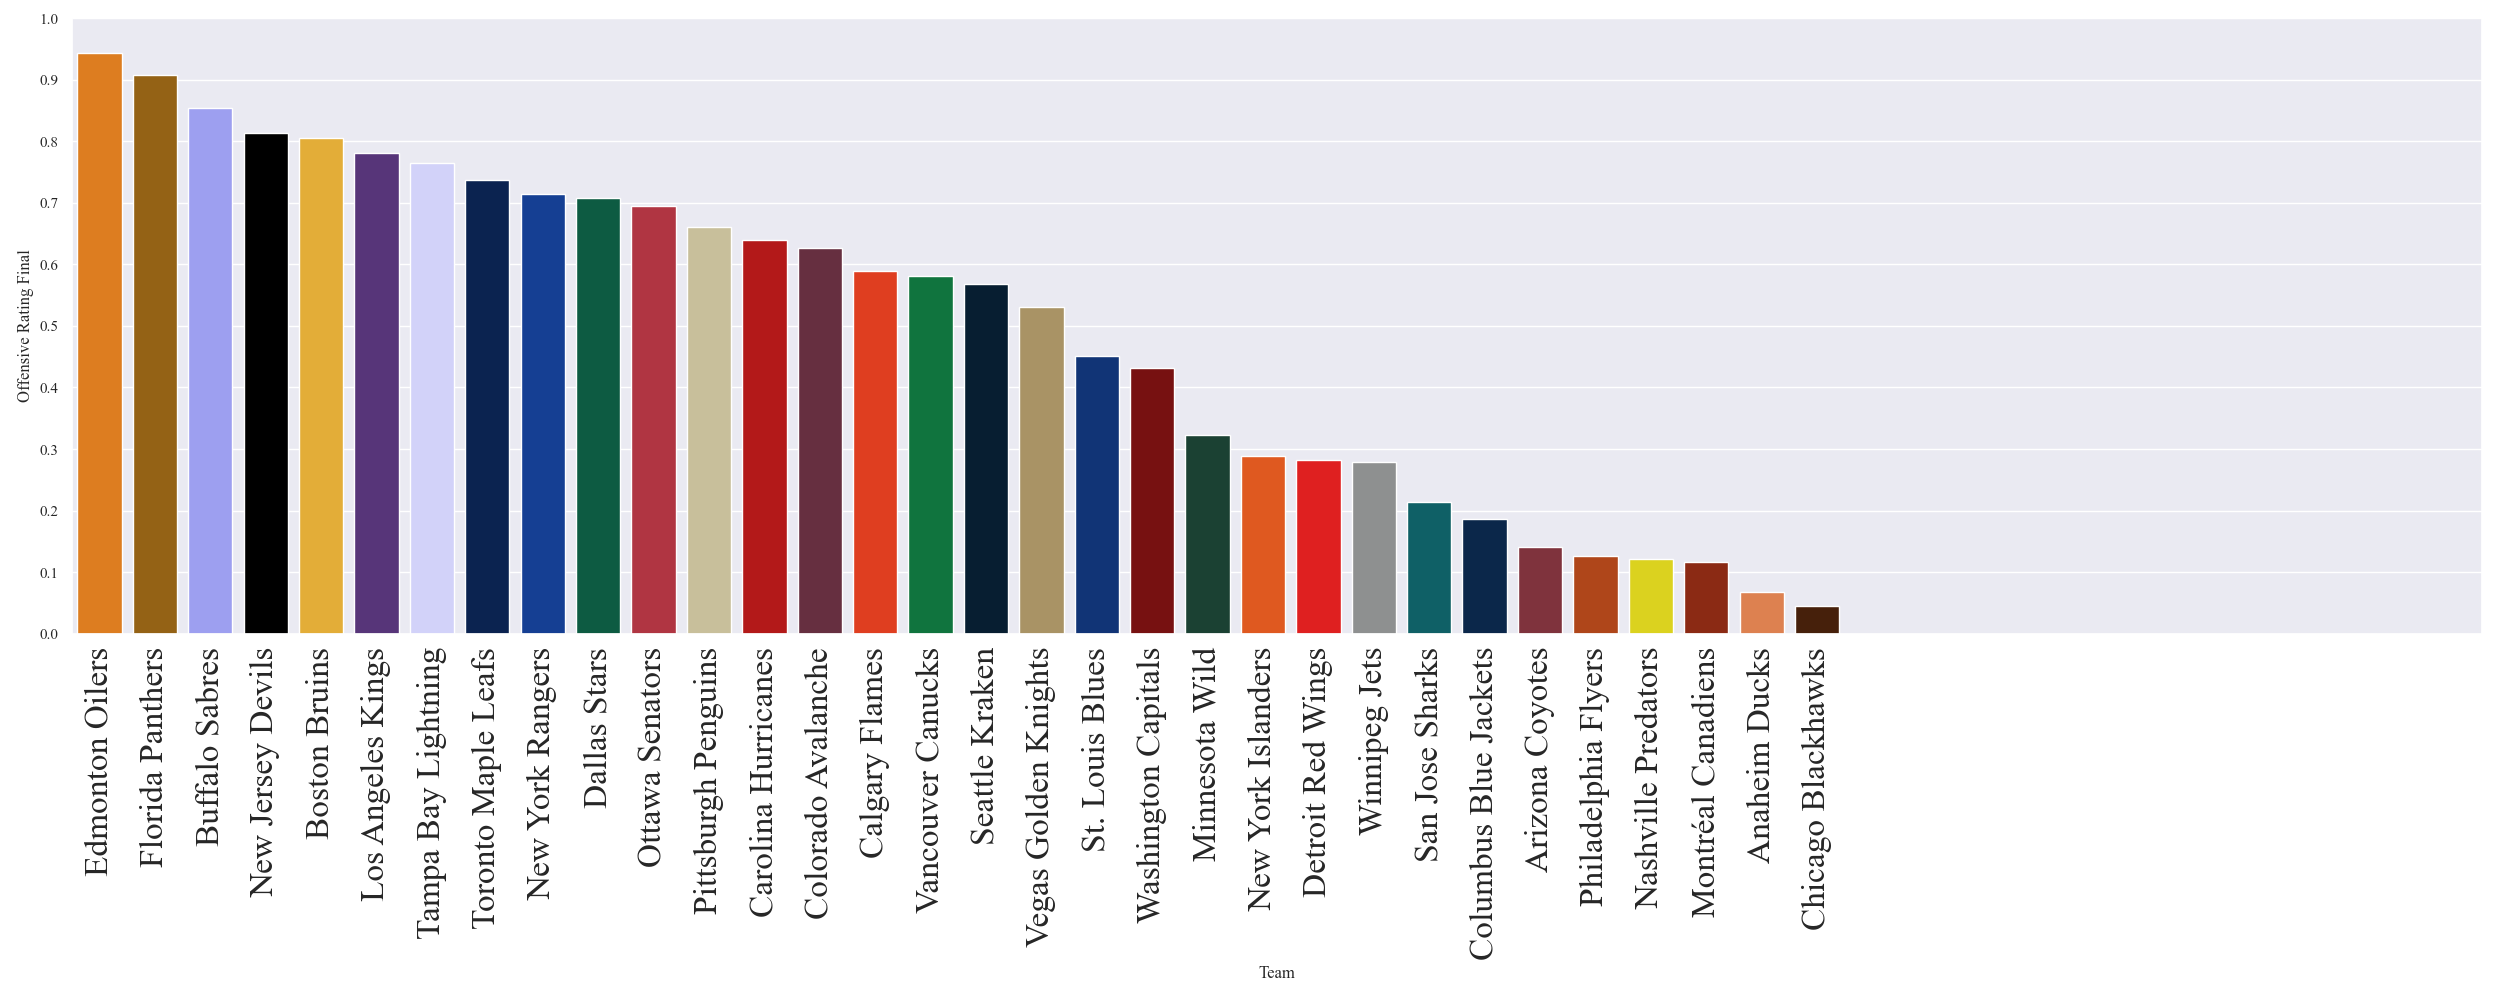 1.0
0.9
0.8
0.7
0.6
0.5
0.4
0.3
0.2
0.1
0.0
Offensive Rating Final
Edmonton Oilers
Florida Panthers
Buffalo Sabres
New Jersey Devils
Boston Bruins
Los Angeles Kings
Tampa Bay Lightning
Toronto Maple Leafs
New York Rangers
Dallas Stars
Ottawa Senators
Pittsburgh Penguins
Carolina Hurricanes
Colorado Avalanche
Calgary Flames
Vancouver Canucks
Seattle Kraken
Vegas Golden Knights
St. Louis Blues
Washington Capitals
Minnesota Wild
New York Islanders
Detroit Red Wings
Winnipeg Jets
San Jose Sharks
Columbus Blue Jackets
Arizona Coyotes
Philadelphia Flyers
Nashville Predators
Montréal Canadiens
Anaheim Ducks
Chicago Blackhawks
Team